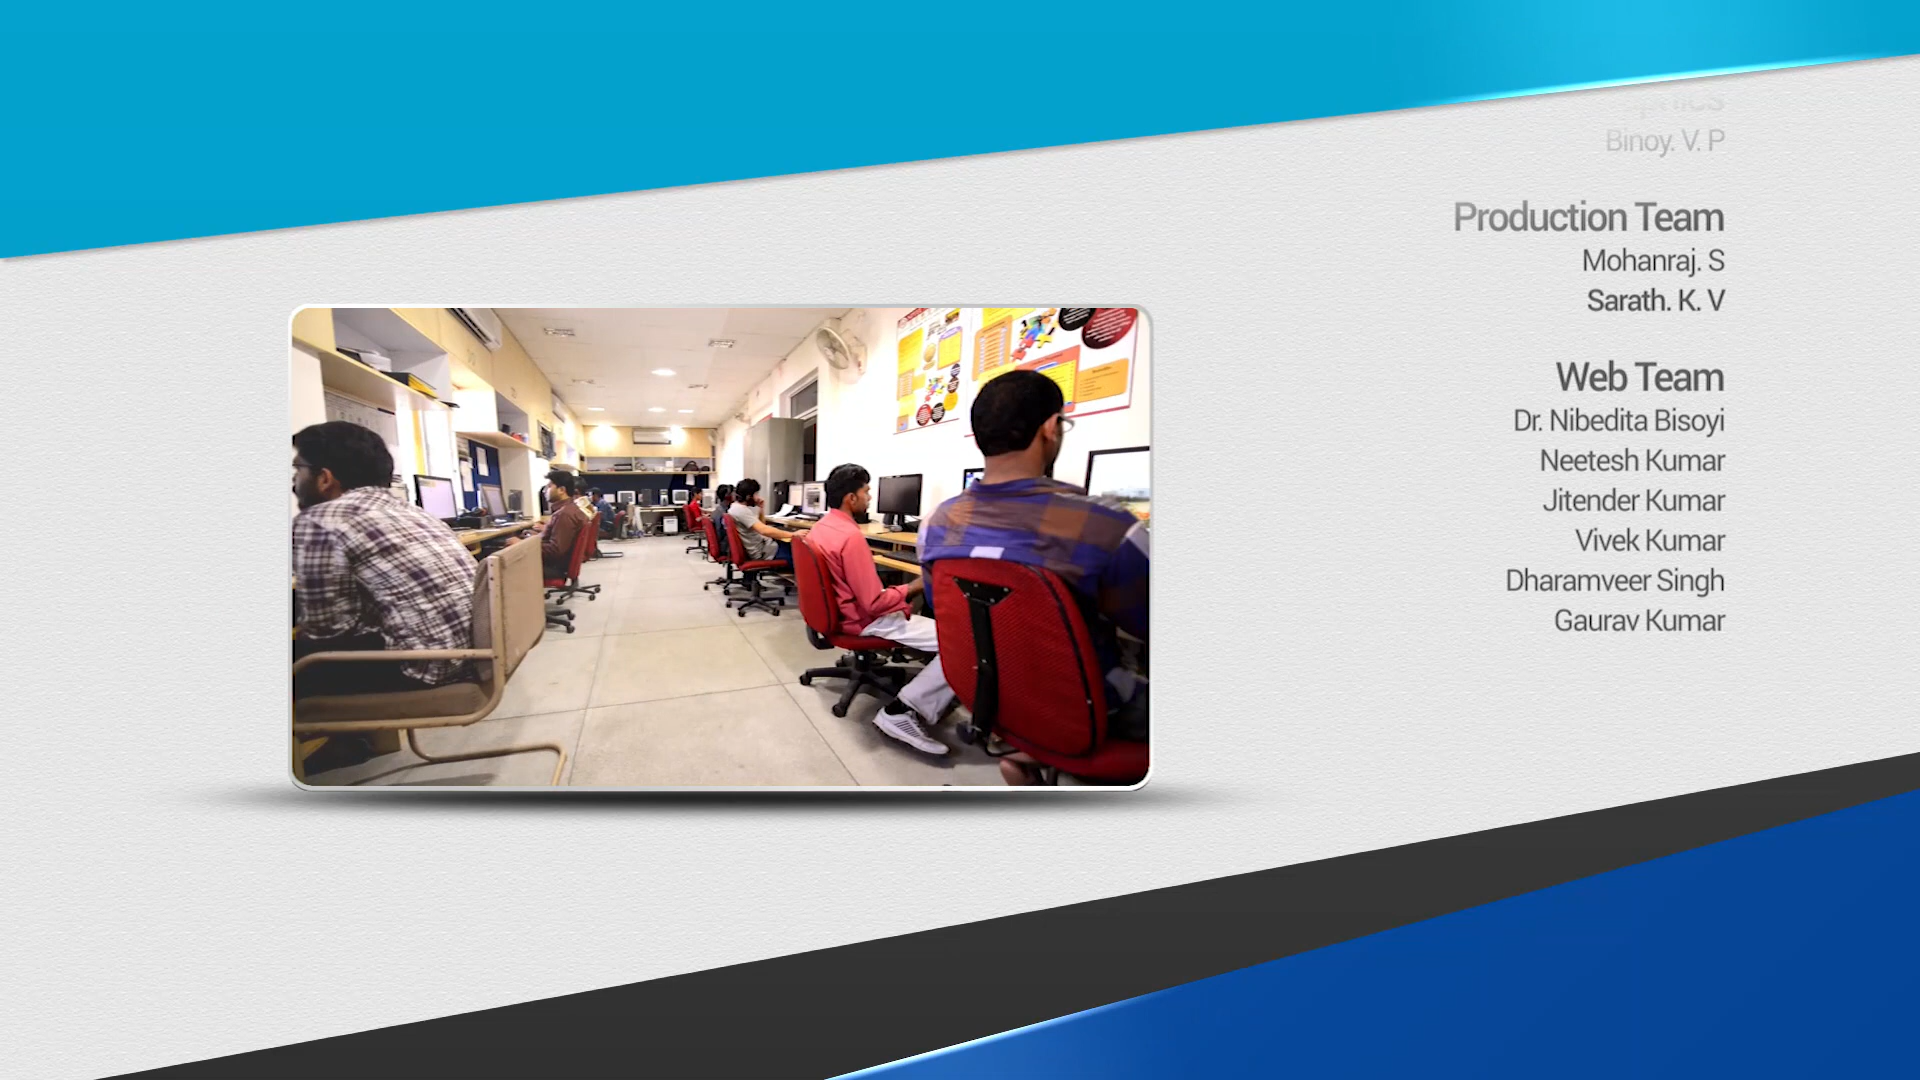 Binoy. V. P
Production Team
Mohanraj. S
Sarath. K. V
Web Team
Dr. Nibedita Bisoyi
Neetesh Kumar
Jitender Kumar
Vivek Kumar
Dharamveer Singh
Gaurav Kumar